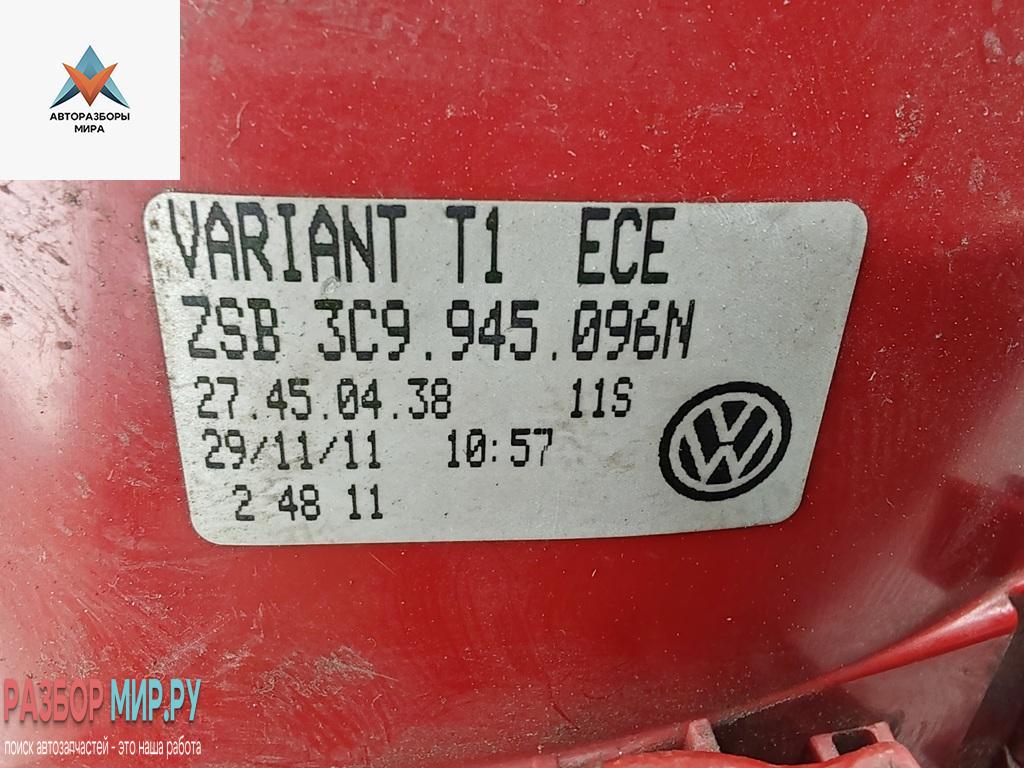 АВТОРАЗБОРЫ
МИРА
VARIANT T1 ECE
ZSB 3C9.945.096N
27.45.04.38 11S
29/11/11 10:57
2 48 11
РАЗБОР МИР.РУ
поиск автозапчастей - это наша работа